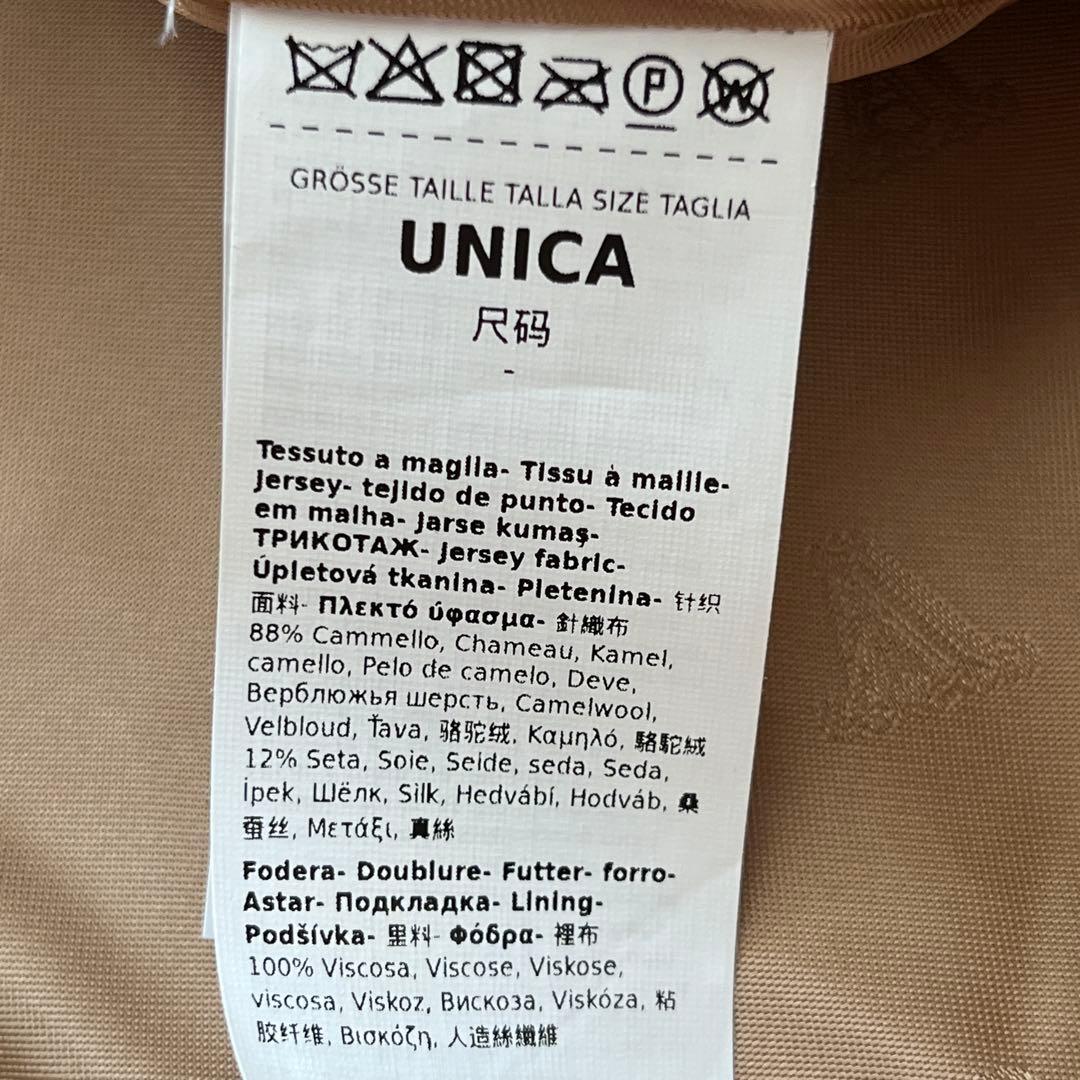 P W
GRÖSSE TAILLE TALLA SIZE TAGLIA
UNICA
尺码
-
Tessuto a maglia- Tissu à maille-
Jersey- tejido de punto- Tecido
em malha- Jarse kumaş-
ТРИКОТАЖ- Jersey fabric-
Úpletová tkanina- Pletenina- 针织
面料- Πλεκτό ύφασμα- 針織布
88% Cammello, Chameau, Kamel,
camello, Pelo de camelo, Deve,
Верблюжья шерсть, Camelwool,
Velbloud, Ťava, 骆驼绒, Καμηλό, 駱駝絨
12% Seta, Soie, Seide, seda, Seda,
İpek, Шёлк, Silk, Hedvábí, Hodváb, 桑
蚕丝, Μετάξι, 真絲
Fodera- Doublure- Futter- forro-
Astar- Подкладка- Lining-
Podšívka- 里料- Φόδρα- 裡布
100% Viscosa, Viscose, Viskose,
viscosa, Viskoz, Вискоза, Viskóza, 粘
胶纤维, Βισκόζη, 人造絲纖維